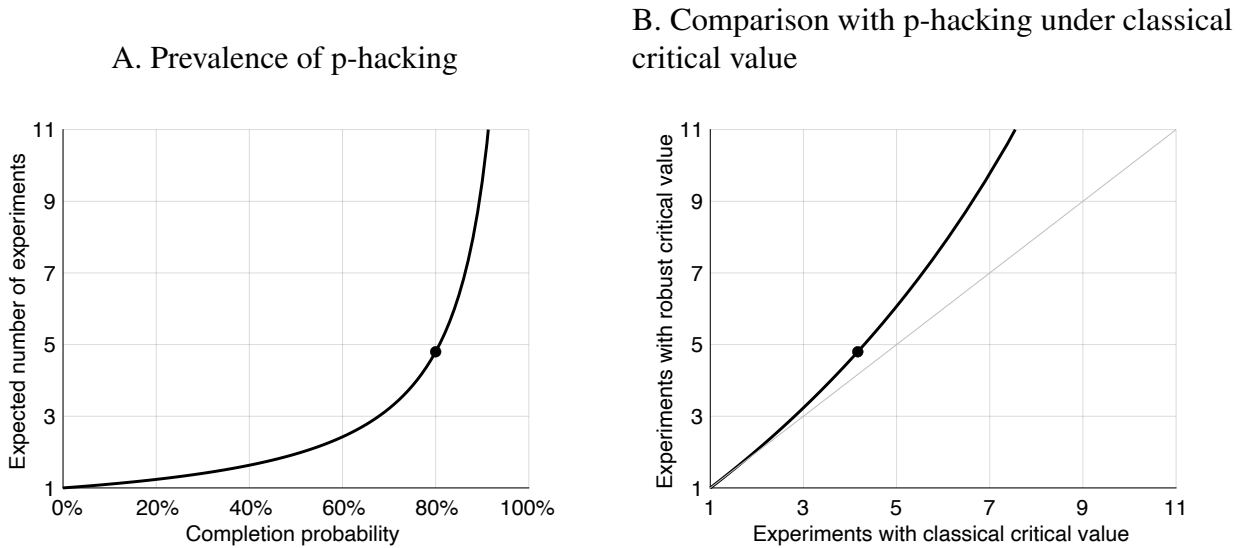 A. Prevalence of p-hacking
11
9
7
5
3
1
Expected number of experiments
0% 20% 40% 60% 80% 100%
Completion probability
B. Comparison with p-hacking under classical
critical value
11
9
7
5
3
1
Experiments with robust critical value
1 3 5 7 9 11
Experiments with classical critical value